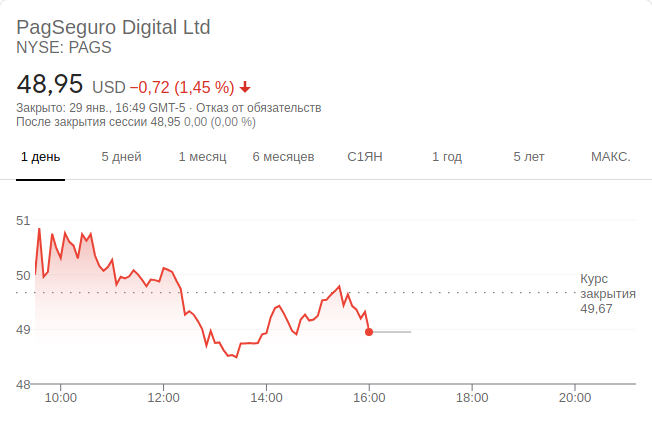 PagSeguro Digital Ltd
NYSE: PAGS
48,95 USD −0,72 (1,45 %)
Закрыто: 29 янв., 16:49 GMT-5 · Отказ от обязательств
После закрытия сессии 48,95 0,00 (0,00 %)
1 день 5 дней 1 месяц 6 месяцев С1ЯН 1 год 5 лет МАКС.
51
50
Курс
закрытия
49,67
49
48
10:00 12:00 14:00 16:00 18:00 20:00